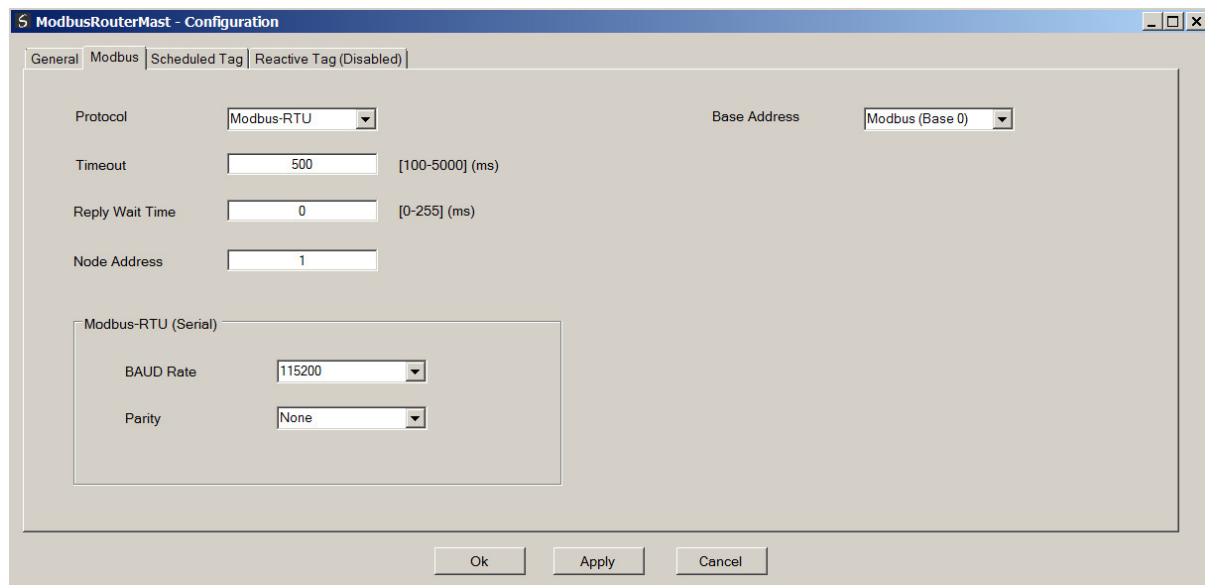 S ModbusRouterMast - Configuration
General Modbus Scheduled Tag Reactive Tag (Disabled)
Protocol Modbus-RTU Base Address Modbus (Base 0)
Timeout 500 [100-5000] (ms)
Reply Wait Time 0 [0-255] (ms)
Node Address 1
Modbus-RTU (Serial)
BAUD Rate 115200
Parity None
Ok Apply Cancel